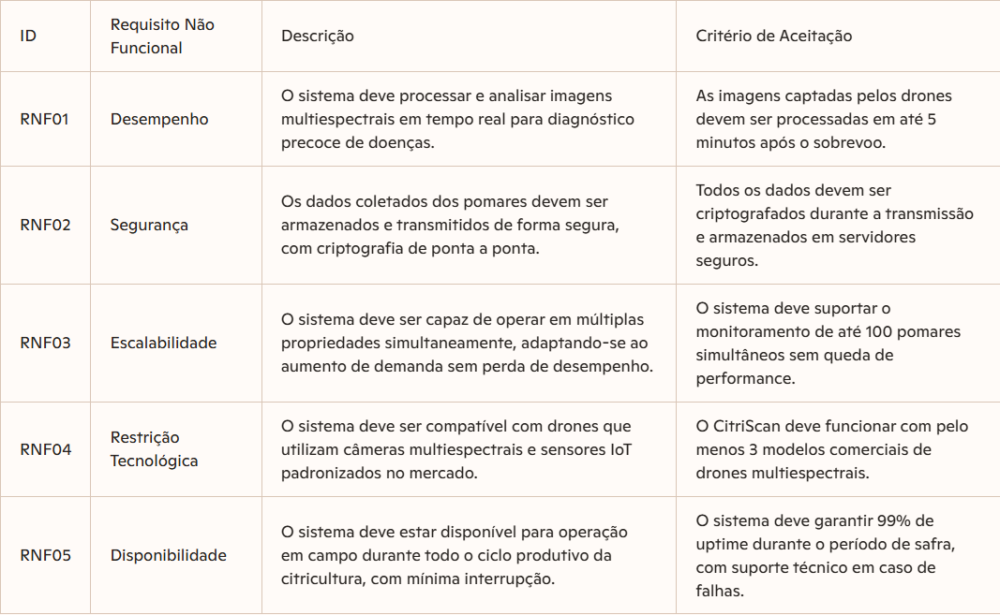 ID
Requisito Não
Funcional
Descrição
Critério de Aceitação
RNF01
Desempenho
O sistema deve processar e analisar imagens
multiespectrais em tempo real para diagnóstico
precoce de doenças.
As imagens captadas pelos drones
devem ser processadas em até 5
minutos após o sobrevoo.
RNF02
Segurança
Os dados coletados dos pomares devem ser
armazenados e transmitidos de forma segura,
com criptografia de ponta a ponta.
Todos os dados devem ser
criptografados durante a transmissão
e armazenados em servidores
seguros.
RNF03
Escalabilidade
O sistema deve ser capaz de operar em múltiplas
propriedades simultaneamente, adaptando-se ao
aumento de demanda sem perda de desempenho.
O sistema deve suportar o
monitoramento de até 100 pomares
simultâneos sem queda de
performance.
RNF04
Restrição
Tecnológica
O sistema deve ser compatível com drones que
utilizam câmeras multiespectrais e sensores IoT
padronizados no mercado.
O CitriScan deve funcionar com pelo
menos 3 modelos comerciais de
drones multiespectrais.
RNF05
Disponibilidade
O sistema deve estar disponível para operação
em campo durante todo o ciclo produtivo da
citricultura, com mínima interrupção.
O sistema deve garantir 99% de
uptime durante o período de safra,
com suporte técnico em caso de
falhas.